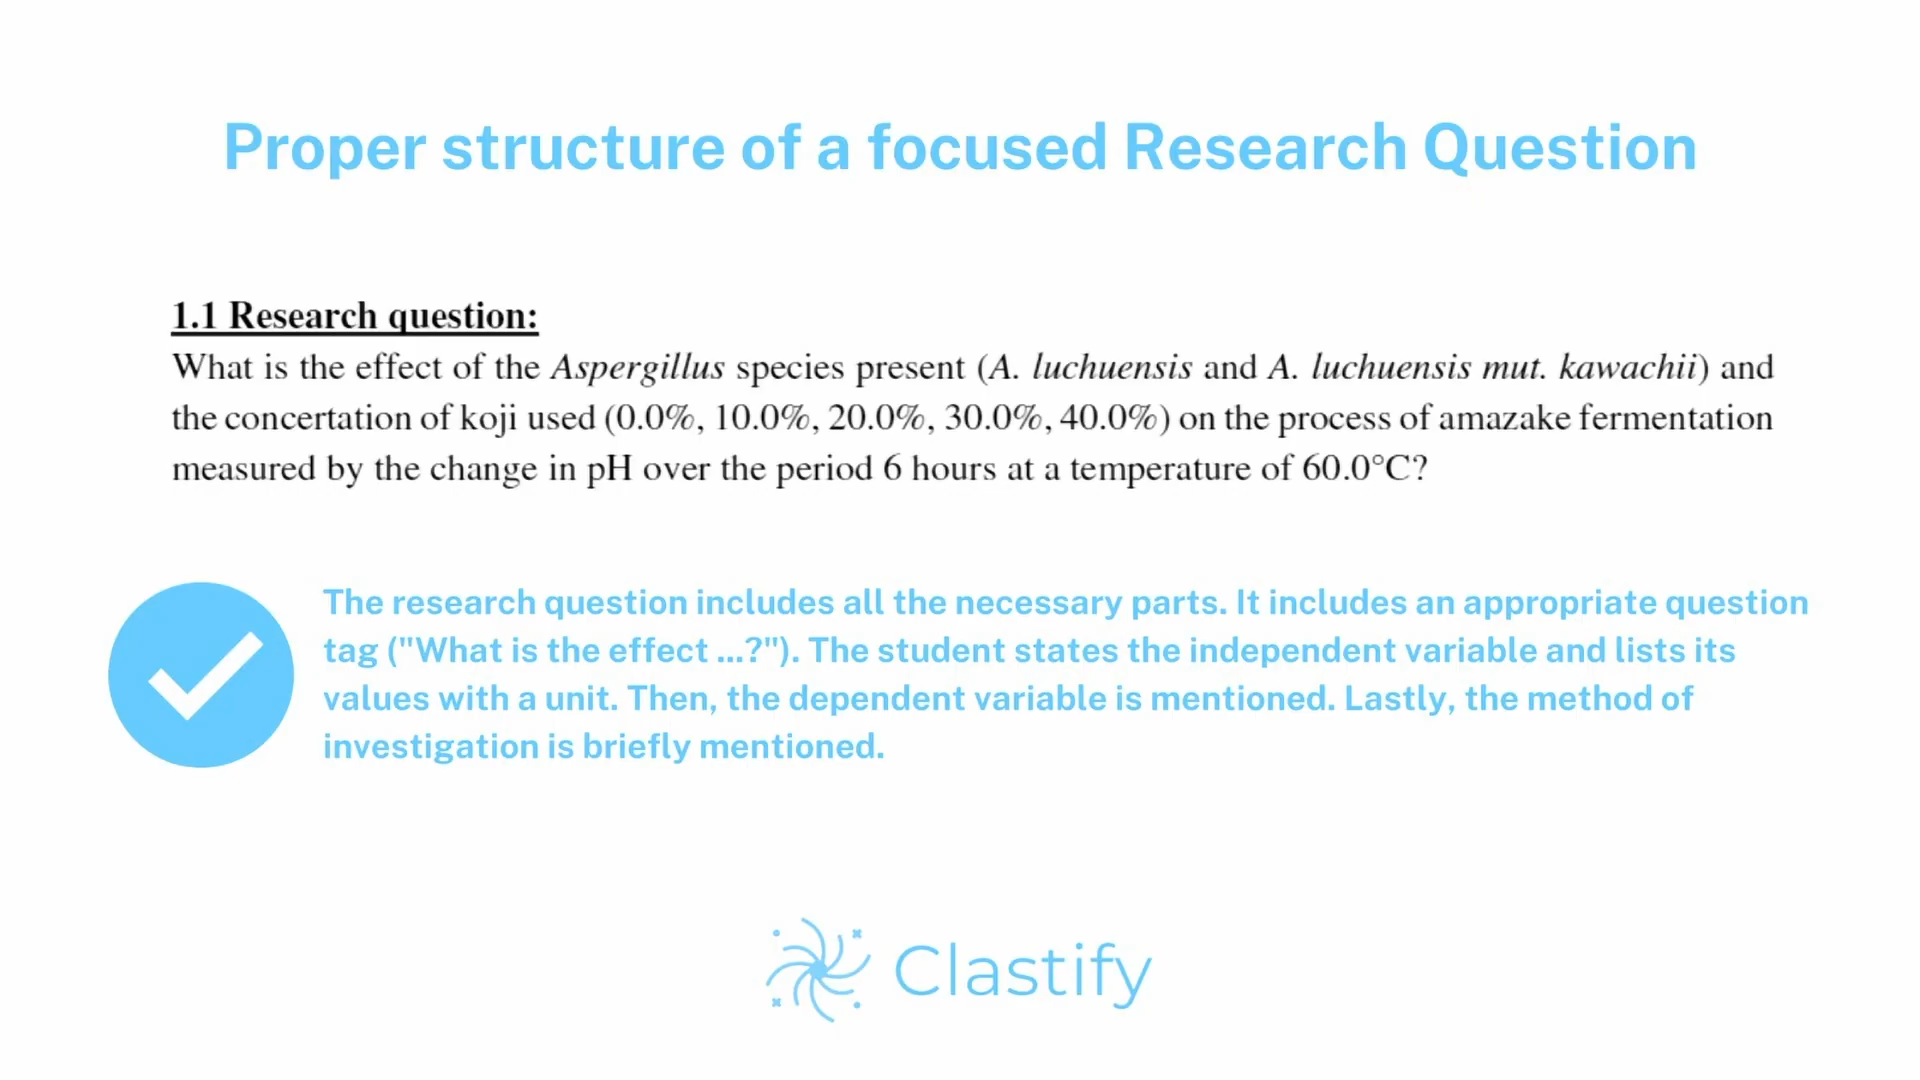 Proper structure of a focused Research Question
1.1 Research question:
What is the effect of the Aspergillus species present (A. luchuensis and A. luchuensis mut. kawachii) and
the concertation of koji used (0.0%, 10.0%, 20.0%, 30.0%, 40.0%) on the process of amazake fermentation
measured by the change in pH over the period 6 hours at a temperature of 60.0°C?
The research question includes all the necessary parts. It includes an appropriate question
tag ("What is the effect ...?"). The student states the independent variable and lists its
values with a unit. Then, the dependent variable is mentioned. Lastly, the method of
investigation is briefly mentioned.
Clastify